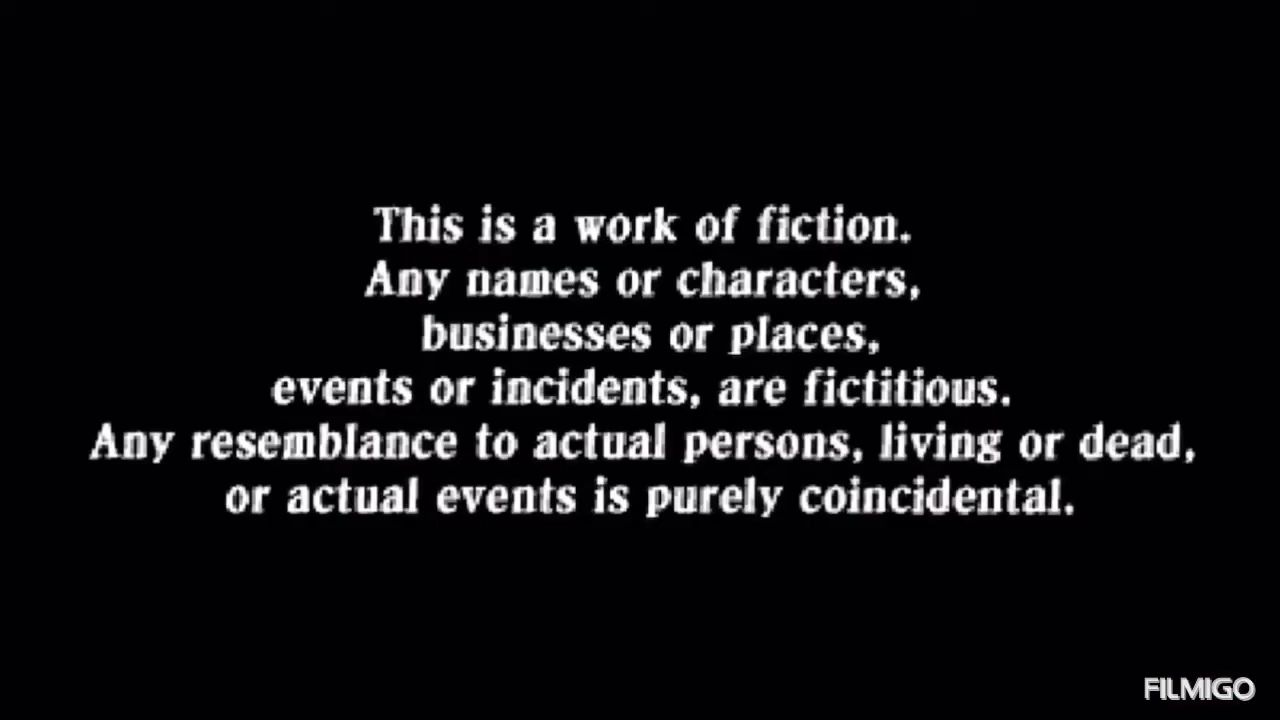 This is a work of fiction.
Any names or characters,
businesses or places,
events or incidents, are fictitious.
Any resemblance to actual persons, living or dead,
or actual events is purely coincidental.
FILMIGO